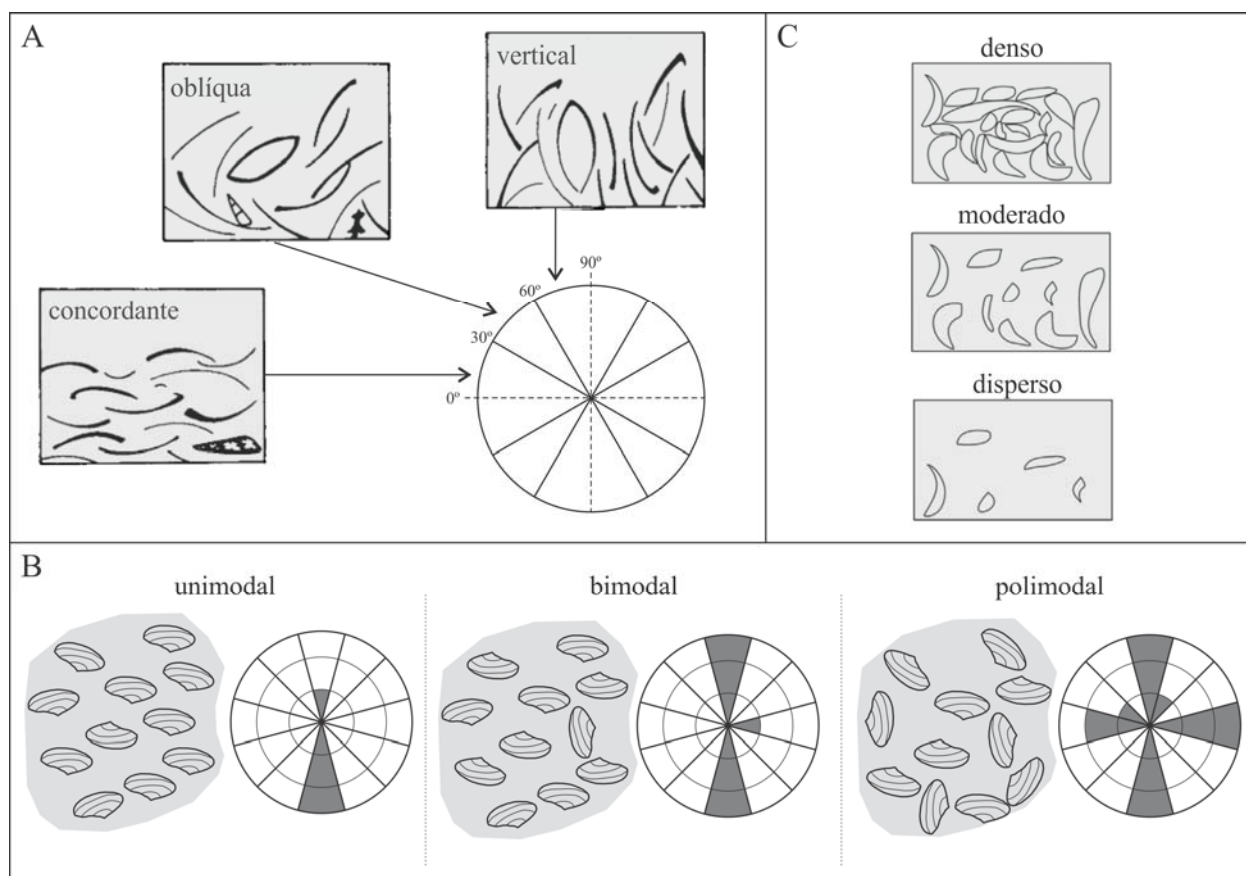 A
oblíqua
vertical
concordante
90º
60º
30º
0º
C
denso
moderado
disperso
B
unimodal
bimodal
polimodal